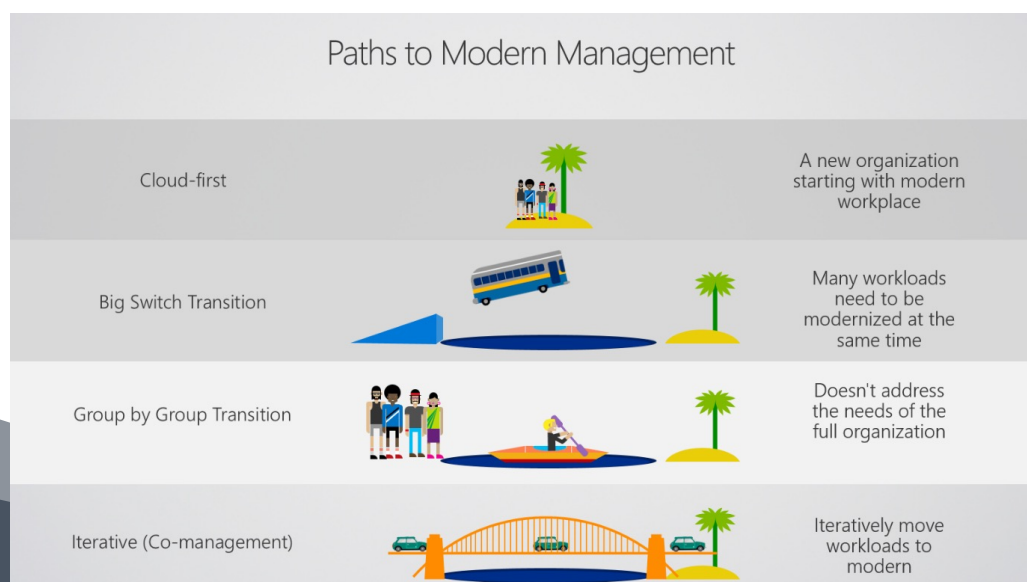 Paths to Modern Management
Cloud-first
A new organization
starting with modern
workplace
Big Switch Transition
Many workloads
need to be
modernized at the
same time
Group by Group Transition
Doesn't address
the needs of the
full organization
Iterative (Co-management)
Iteratively move
workloads to
modern